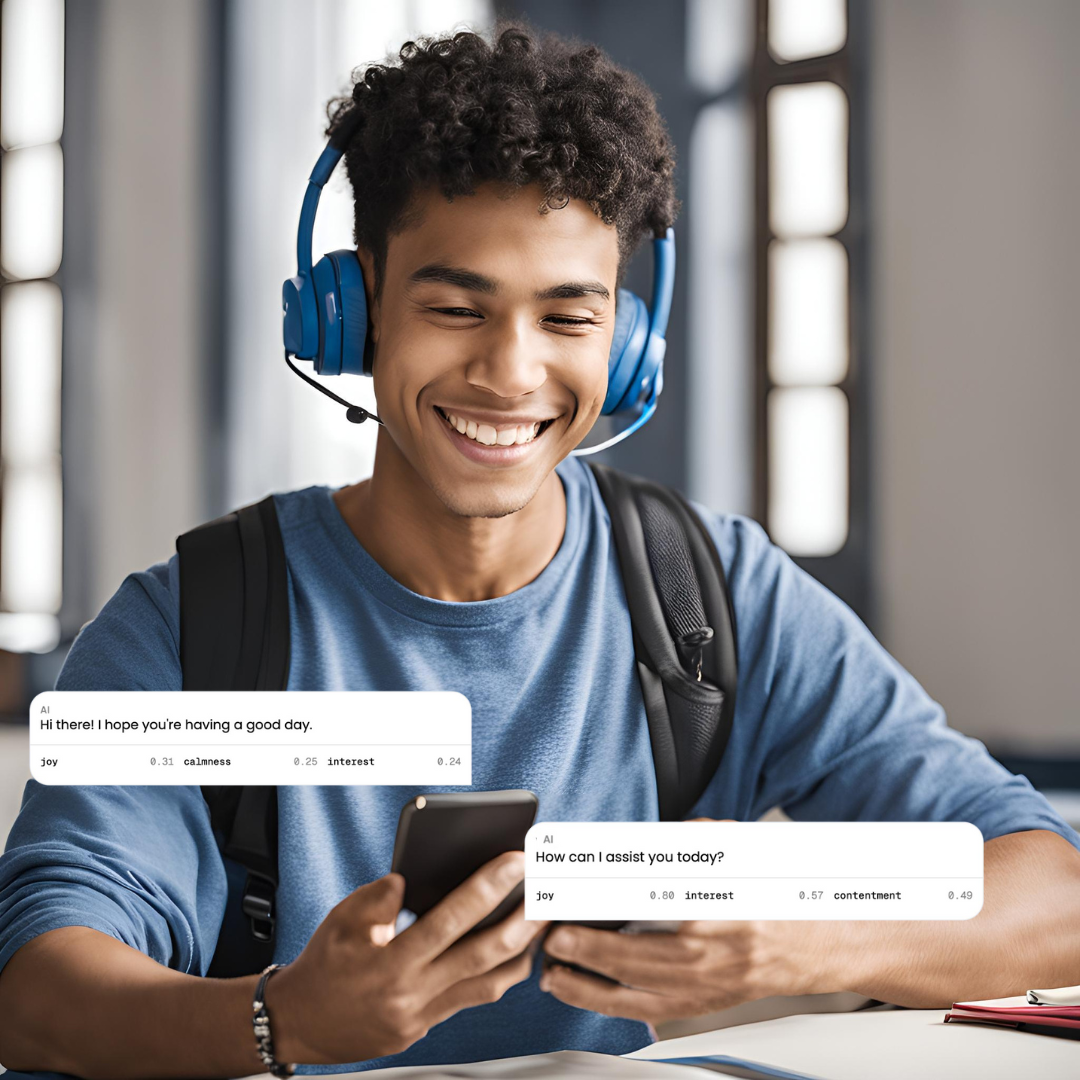 AI
Hi there! I hope you're having a good day.
joy 0.31 calmness 0.25 interest 0.24
AI
How can I assist you today?
joy 0.80 interest 0.57 contentment 0.49